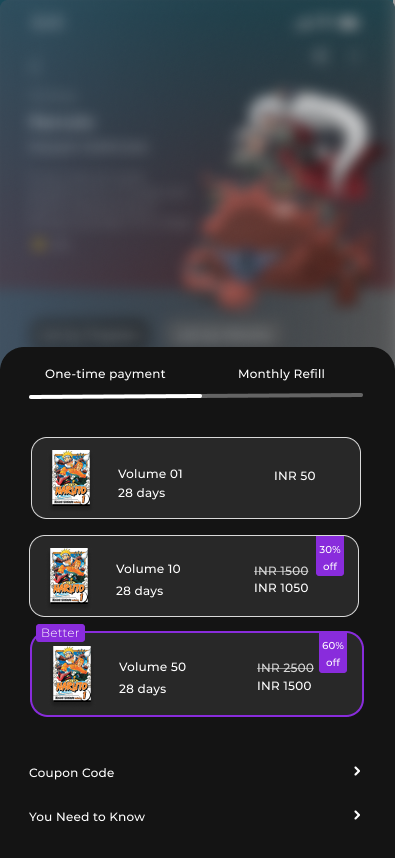 One-time payment
Monthly Refill
Volume 01
28 days
INR 50
30%
off
Volume 10
28 days
INR 1500
INR 1050
Better
60%
off
Volume 50
28 days
INR 2500
INR 1500
Coupon Code
You Need to Know